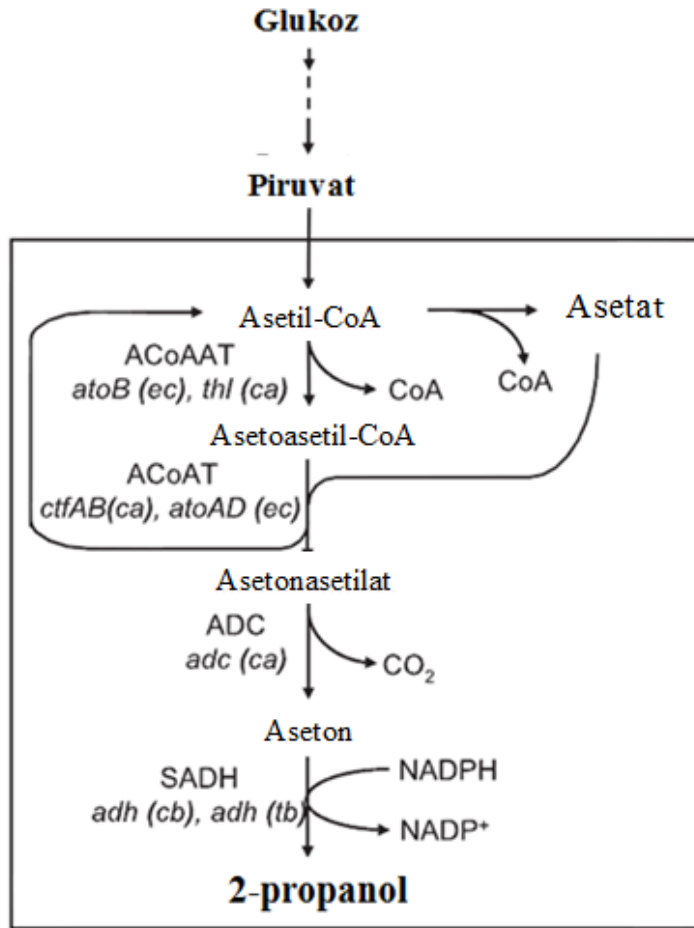 Glukoz
Piruvat
Asetil-CoA
Asetat
ACoAAT
atoB (ec), thl (ca)
CoA
CoA
Asetoasetil-CoA
ACoAT
ctfAB(ca), atoAD (ec)
Asetonasetilat
ADC
adc (ca)
CO₂
Aseton
SADH
adh (cb), adh (tb)
NADPH
NADP⁺
2-propanol